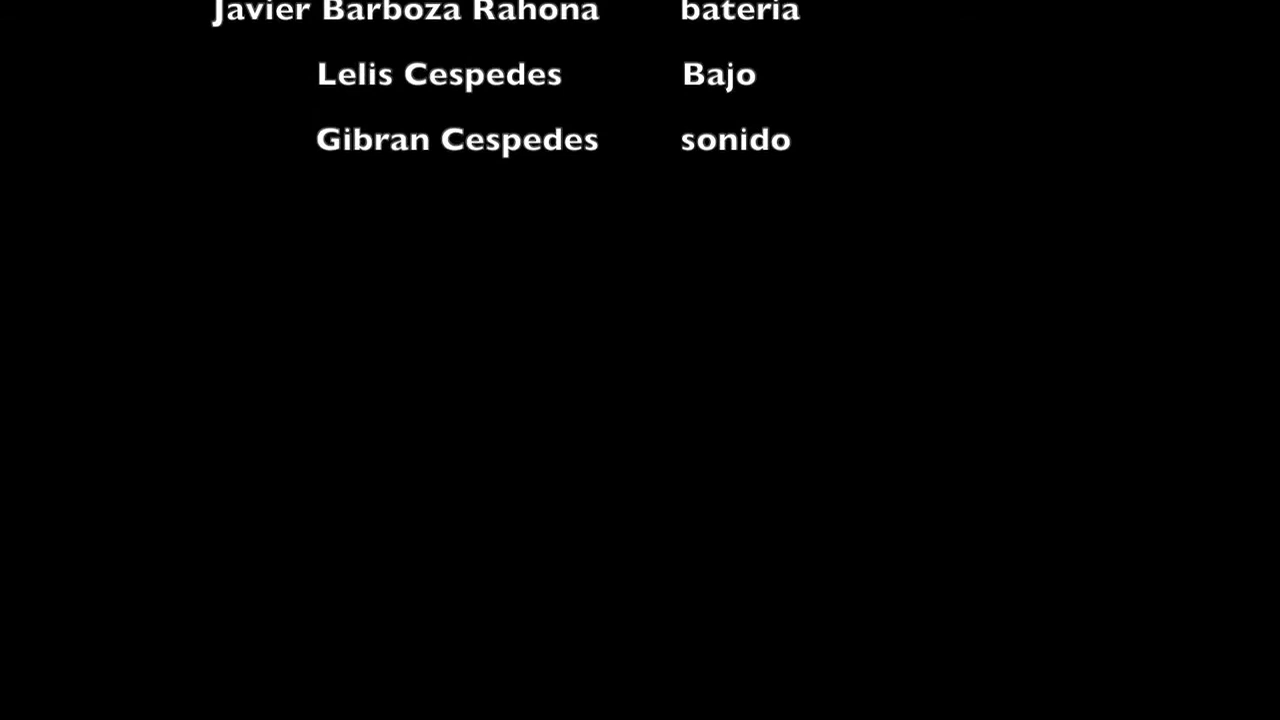 Javier Barboza Rahona bateria
Lelis Cespedes Bajo
Gibran Cespedes sonido